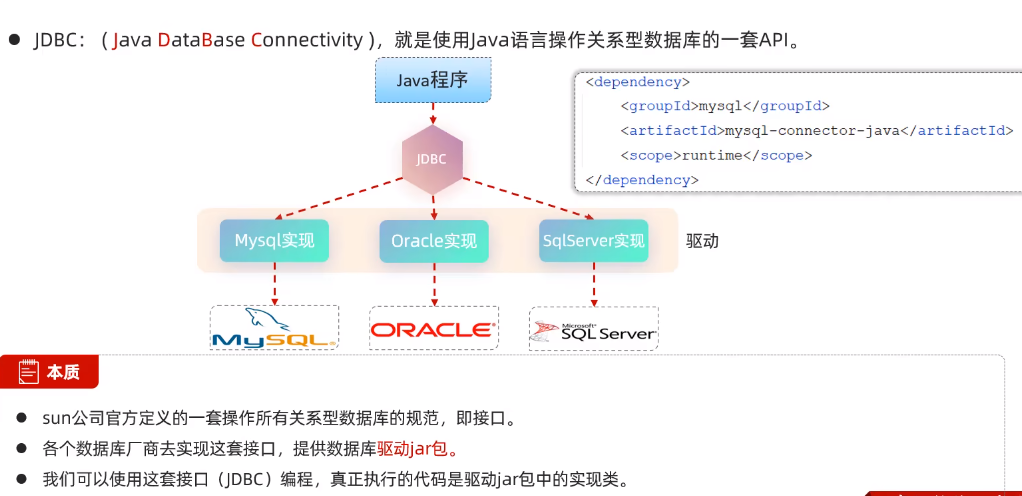 JDBC：（Java DataBase Connectivity），就是使用Java语言操作关系型数据库的一套API。
Java程序
<dependency>
<groupId>mysql</groupId>
<artifactId>mysql-connector-java</artifactId>
<scope>runtime</scope>
</dependency>
JDBC
Mysql实现 Oracle实现 SqlServer实现 驱动
MySQL ORACLE Microsoft SQL Server
本质
sun公司官方定义的一套操作所有关系型数据库的规范，即接口。
各个数据库厂商去实现这套接口，提供数据库驱动jar包。
我们可以使用这套接口（JDBC）编程，真正执行的代码是驱动jar包中的实现类。